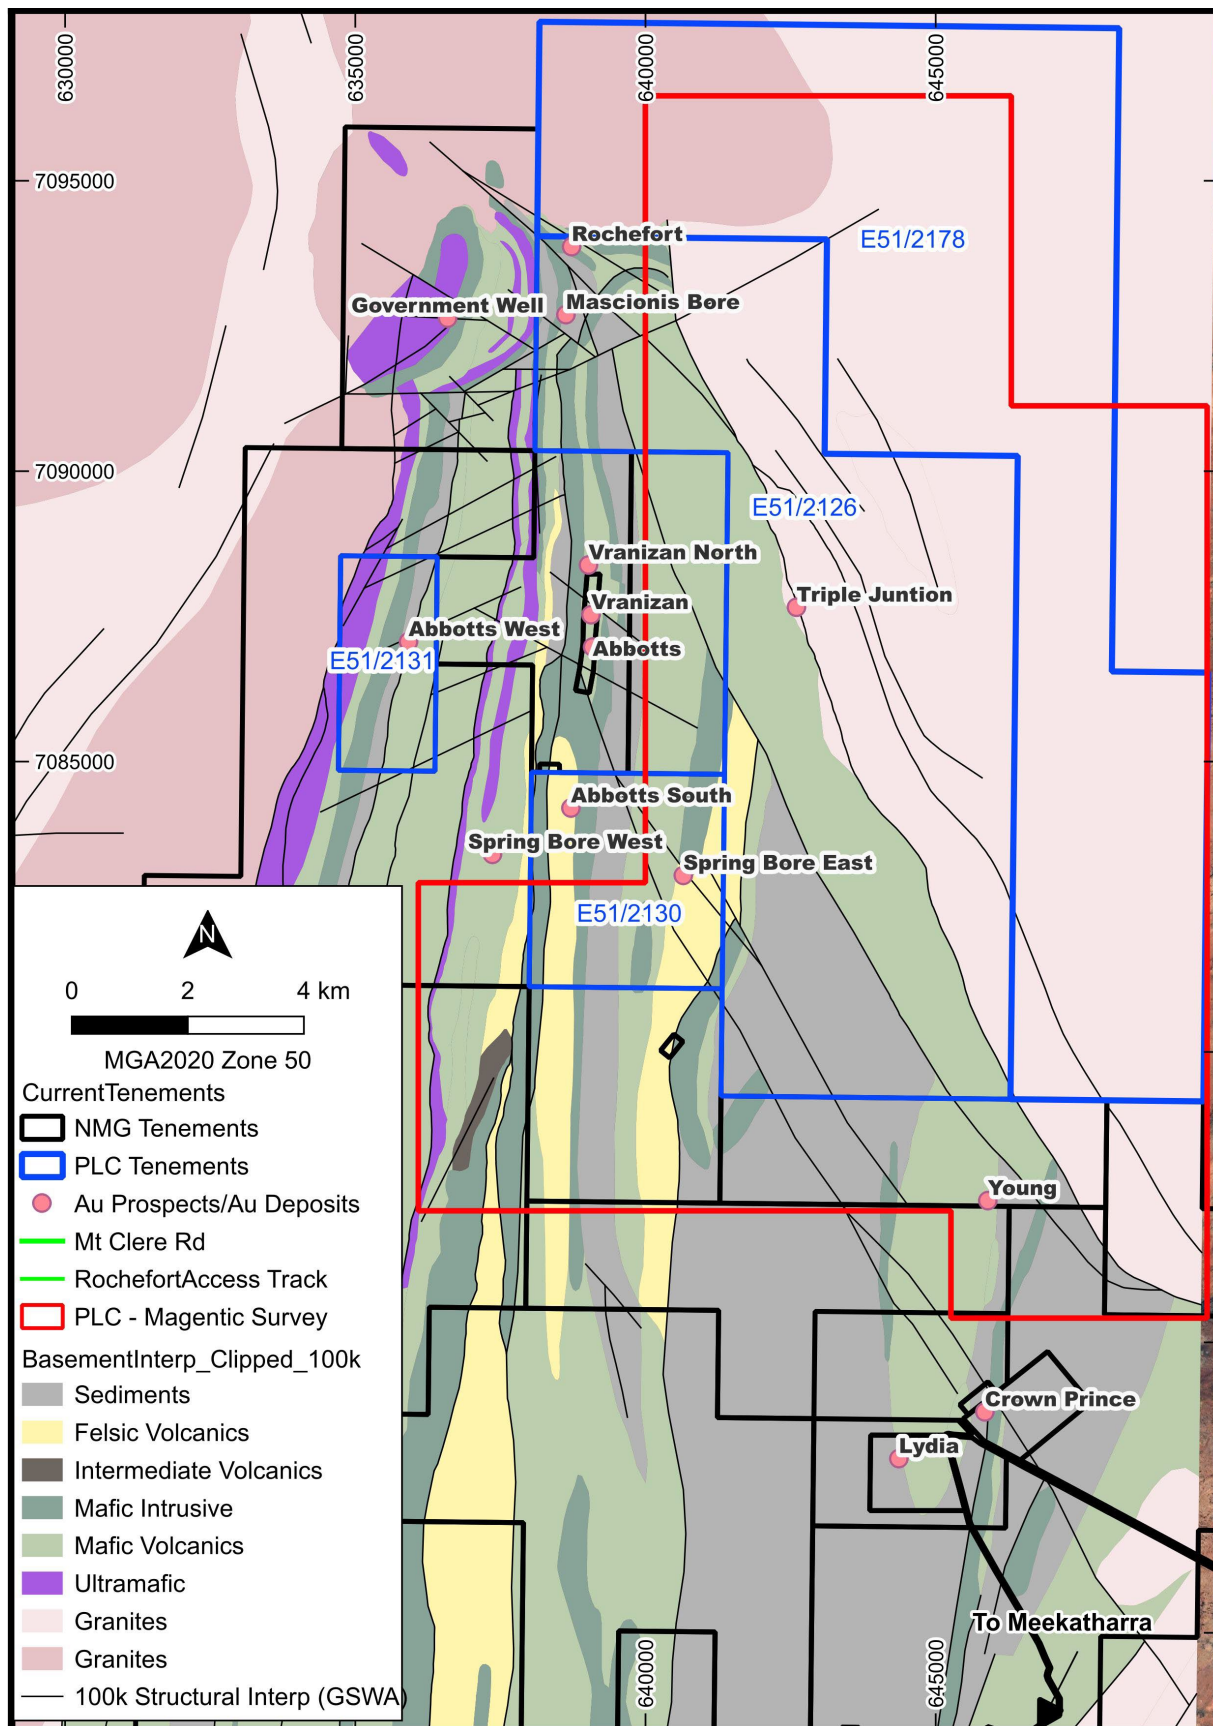 630000
635000
640000
645000
7095000
Rochefort
E51/2178
Government Well
Mascionis Bore
7090000
E51/2126
Vranizan North
Vranizan
Triple Juntion
Abbotts West
Abbotts
E51/2131
7085000
Abbotts South
Spring Bore West
Spring Bore East
E51/2130
N
0 2 4 km
MGA2020 Zone 50
CurrentTenements
NMG Tenements
PLC Tenements
Au Prospects/Au Deposits
Mt Clere Rd
RochefortAccess Track
PLC - Magentic Survey
BasementInterp_Clipped_100k
Sediments
Felsic Volcanics
Intermediate Volcanics
Mafic Intrusive
Mafic Volcanics
Ultramafic
Granites
Granites
100k Structural Interp (GSWA)
Young
Crown Prince
Lydia
To Meekatharra
640000
645000